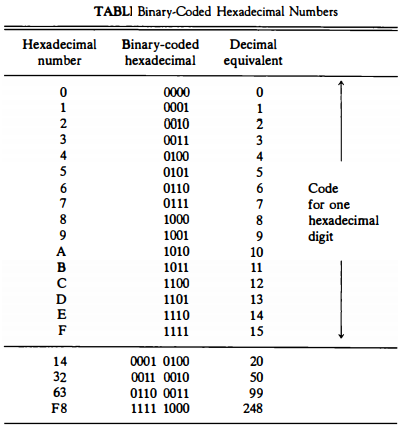 TABLI Binary-Coded Hexadecimal Numbers
Hexadecimal number Binary-coded hexadecimal Decimal equivalent
0 0000 0
1 0001 1
2 0010 2
3 0011 3
4 0100 4
5 0101 5
6 0110 6
7 0111 7
8 1000 8
9 1001 9
A 1010 10
B 1011 11
C 1100 12
D 1101 13
E 1110 14
F 1111 15
Code
for one
hexadecimal
digit
14 0001 0100 20
32 0011 0010 50
63 0110 0011 99
F8 1111 1000 248